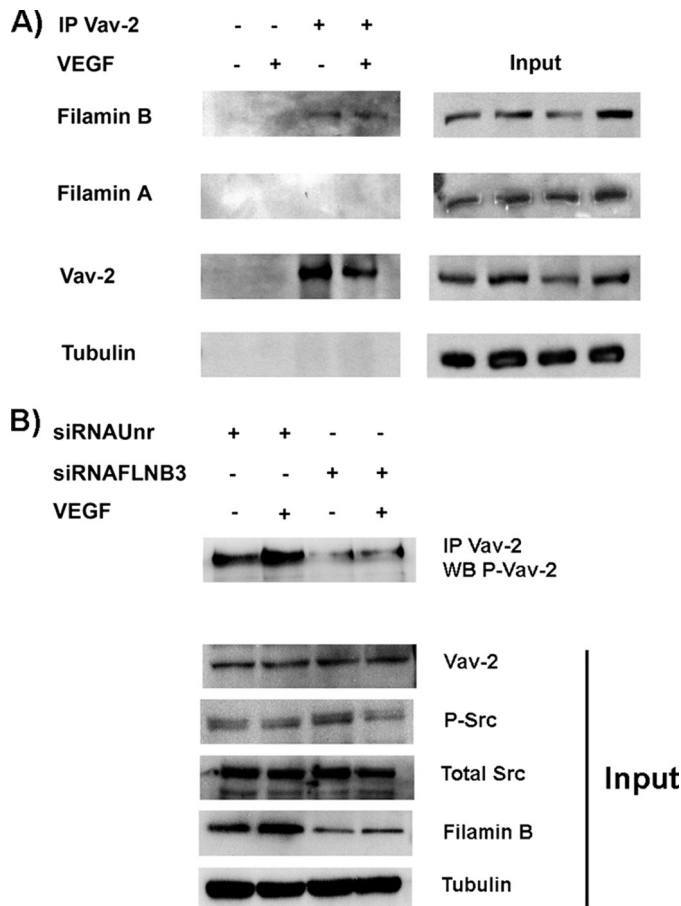 A) IP Vav-2 - - + +
VEGF - + - + Input
Filamin B
Filamin A
Vav-2
Tubulin
B) siRNAUnr + + - -
siRNAFLNB3 - - + +
VEGF - + - +
IP Vav-2
WB P-Vav-2
Vav-2
P-Src
Total Src
Filamin B
Tubulin
Input